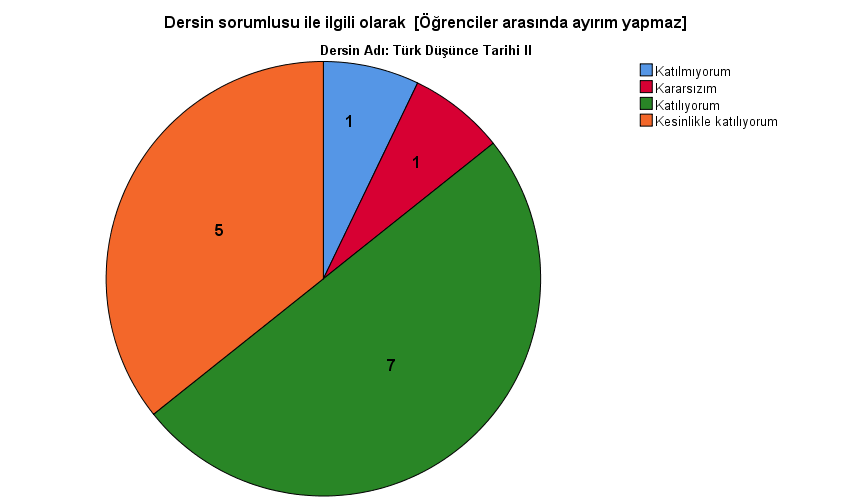 Dersin sorumlusu ile ilgili olarak  [Öğrenciler arasında ayırım yapmaz]
Dersin Adı: Türk Düşünce Tarihi II
Katılmıyorum
Kararsızım
Katılıyorum
Kesinlikle katılıyorum
1
1
5
7